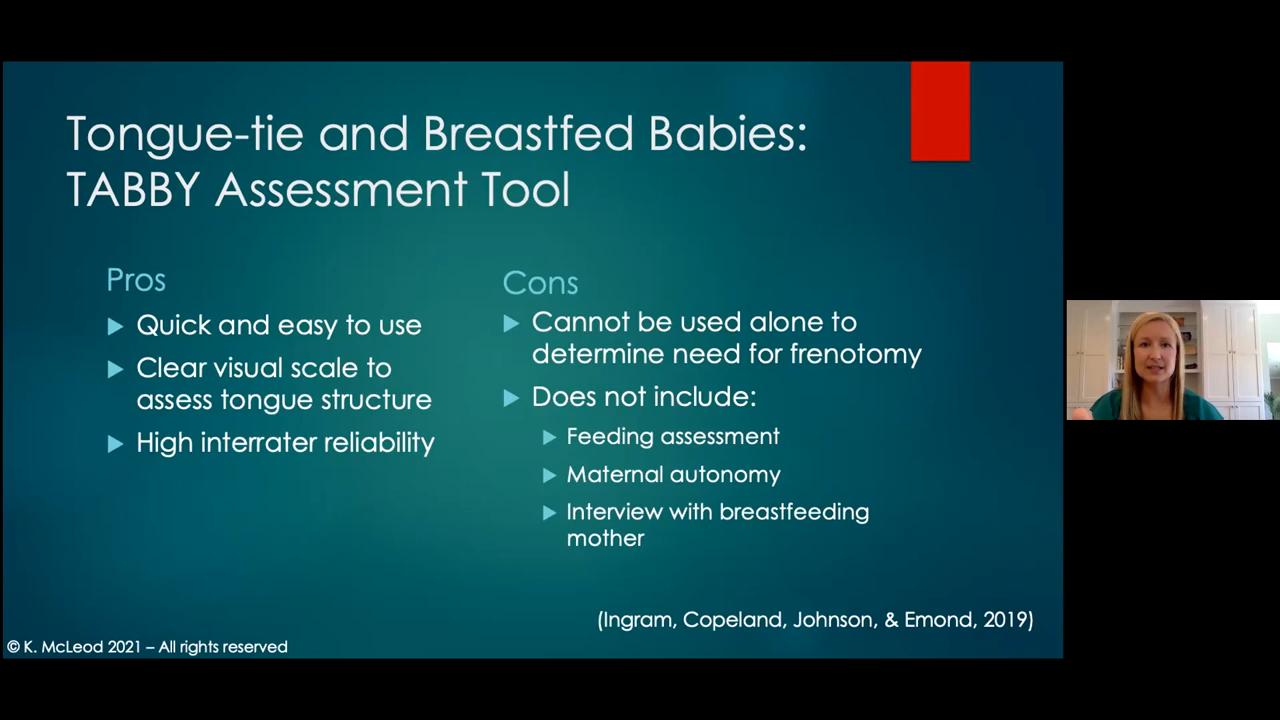 Tongue-tie and Breastfed Babies:
TABBY Assessment Tool
Pros
Quick and easy to use
Clear visual scale to
assess tongue structure
High interrater reliability
Cons
Cannot be used alone to
determine need for frenotomy
Does not include:
Feeding assessment
Maternal autonomy
Interview with breastfeeding
mother
(Ingram, Copeland, Johnson, & Emond, 2019)
© K. McLeod 2021 – All rights reserved